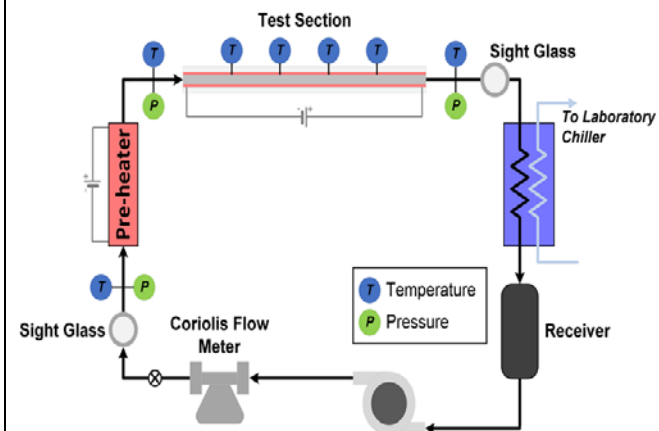 Test Section
T
T
T
T
T
T
Sight Glass
P
P
- +
To Laboratory
Chiller
Pre-heater
- +
T
P
T Temperature
P Pressure
Sight Glass
Coriolis Flow
Meter
Receiver